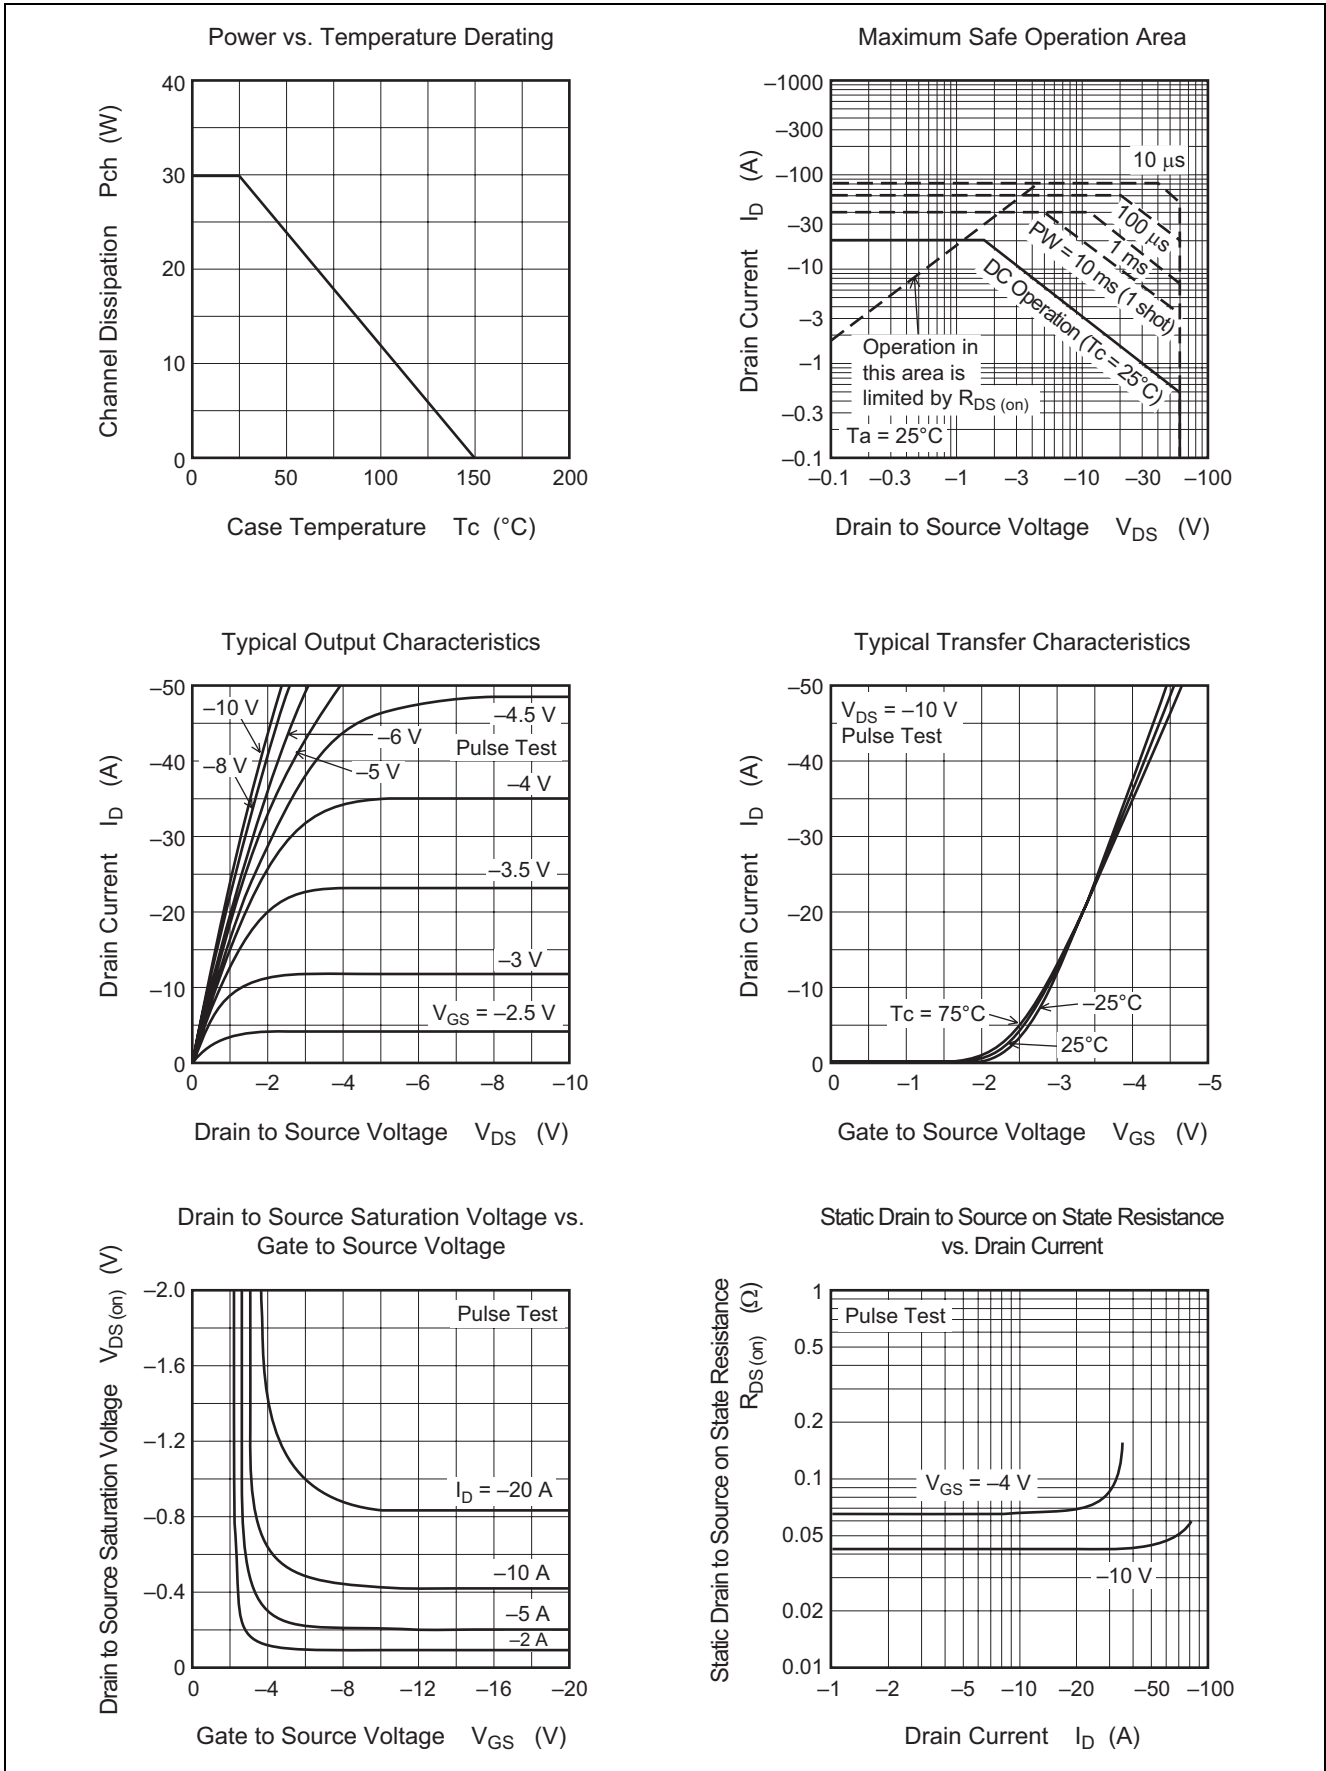 Power vs. Temperature Derating
Channel Dissipation   Pch  (W)
40
30
20
10
0
0   50   100   150   200
Case Temperature   Tc  (°C)
Maximum Safe Operation Area
Drain Current   I_D   (A)
–1000
–300
–100
–30
–10
–3
–1
–0.3
–0.1
10 μs
100 μs
1 ms
PW = 10 ms (1 shot)
DC Operation (Tc = 25°C)
Operation in
this area is
limited by R_DS (on)
Ta = 25°C
–0.1   –0.3   –1   –3   –10   –30   –100
Drain to Source Voltage   V_DS   (V)
Typical Output Characteristics
Drain Current   I_D   (A)
–50
–40
–30
–20
–10
0
–10 V
–8 V
–6 V
–5 V
–4.5 V
Pulse Test
–4 V
–3.5 V
–3 V
V_GS = –2.5 V
0   –2   –4   –6   –8   –10
Drain to Source Voltage   V_DS   (V)
Typical Transfer Characteristics
Drain Current   I_D   (A)
–50
–40
–30
–20
–10
0
V_DS = –10 V
Pulse Test
Tc = 75°C
–25°C
25°C
0   –1   –2   –3   –4   –5
Gate to Source Voltage   V_GS   (V)
Drain to Source Saturation Voltage vs.
Gate to Source Voltage
Drain to Source Saturation Voltage   V_DS (on)   (V)
–2.0
–1.6
–1.2
–0.8
–0.4
0
Pulse Test
I_D = –20 A
–10 A
–5 A
–2 A
0   –4   –8   –12   –16   –20
Gate to Source Voltage   V_GS   (V)
Static Drain to Source on State Resistance
vs. Drain Current
Static Drain to Source on State Resistance
R_DS (on)   (Ω)
1
0.5
0.2
0.1
0.05
0.02
0.01
Pulse Test
V_GS = –4 V
–10 V
–1   –2   –5   –10   –20   –50   –100
Drain Current   I_D  (A)